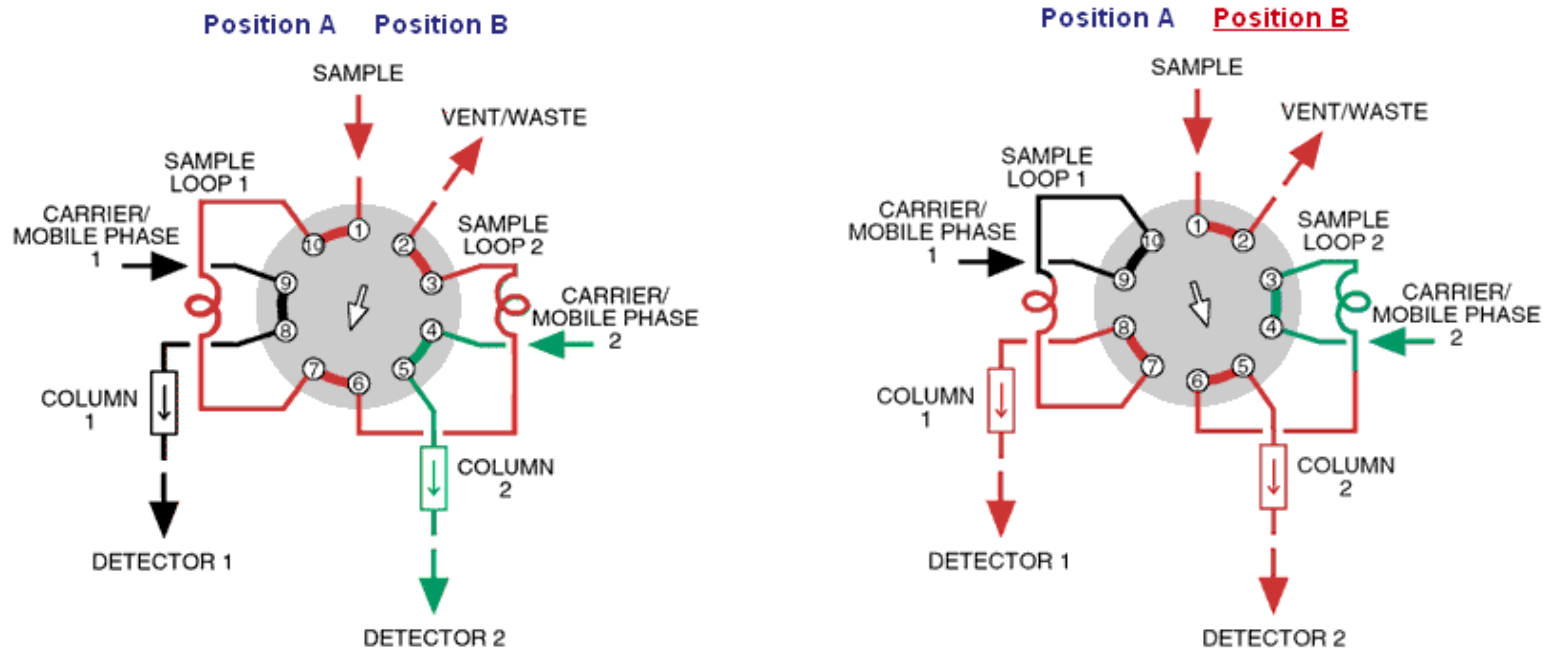 Position A Position B
SAMPLE
VENT/WASTE
SAMPLE
LOOP 1
CARRIER/
MOBILE PHASE
1
SAMPLE
LOOP 2
CARRIER/
MOBILE PHASE
2
1
2
3
4
5
6
7
8
9
10
COLUMN
1
COLUMN
2
DETECTOR 1
DETECTOR 2
Position A Position B
SAMPLE
VENT/WASTE
SAMPLE
LOOP 1
CARRIER/
MOBILE PHASE
1
SAMPLE
LOOP 2
CARRIER/
MOBILE PHASE
2
1
2
3
4
5
6
7
8
9
10
COLUMN
1
COLUMN
2
DETECTOR 1
DETECTOR 2